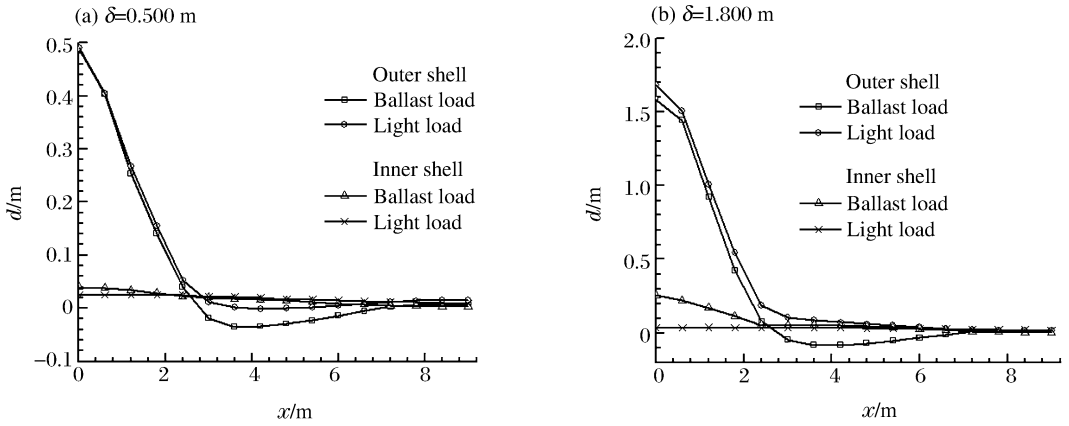 (a) δ=0.500 m
0.5
0.4
0.3
0.2
0.1
0
−0.1
d/m
0
2
4
6
8
x/m
Outer shell
Ballast load
Light load
Inner shell
Ballast load
Light load
(b) δ=1.800 m
2.0
1.5
1.0
0.5
0
d/m
0
2
4
6
8
x/m
Outer shell
Ballast load
Light load
Inner shell
Ballast load
Light load